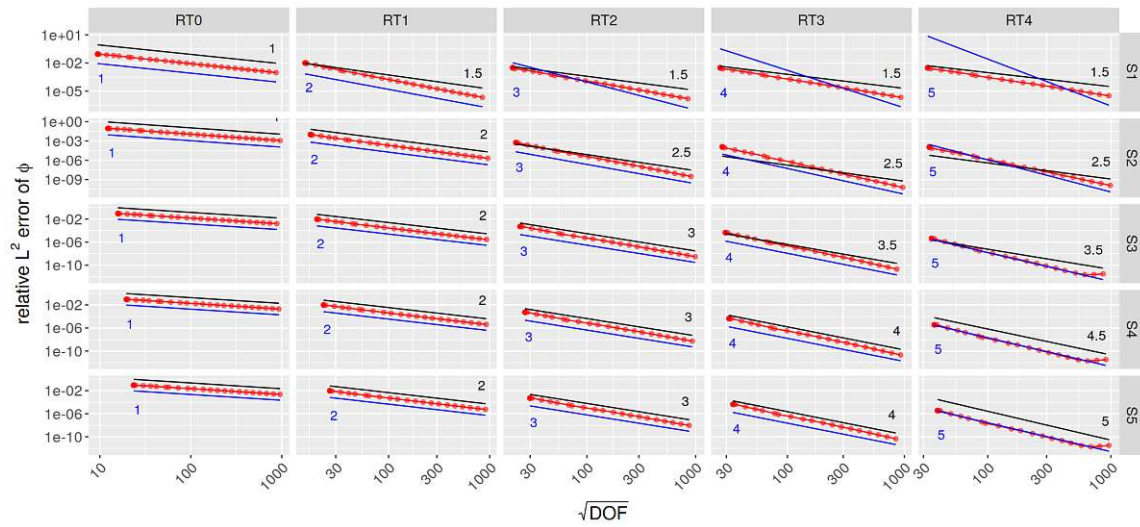 RT0 RT1 RT2 RT3 RT4
relative L² error of ϕ
1e+01
1e−02
1e−05
1 1.5 1.5 1.5 1.5
1 2 3 4 5
S1
1e+00
1e−03
1e−06
1e−09
2 2.5 2.5 2.5
1 2 3 4 5
S2
1e−02
1e−06
1e−10
2 3 3.5 3.5
1 2 3 4 5
S3
1e−02
1e−06
1e−10
2 3 4 4.5
1 2 3 4 5
S4
1e−02
1e−06
1e−10
2 3 4 5
1 2 3 4 5
S5
10 100 1000 30 100 300 1000 30 100 300 1000 30 100 300 1000 30 100 300 1000
√DOF